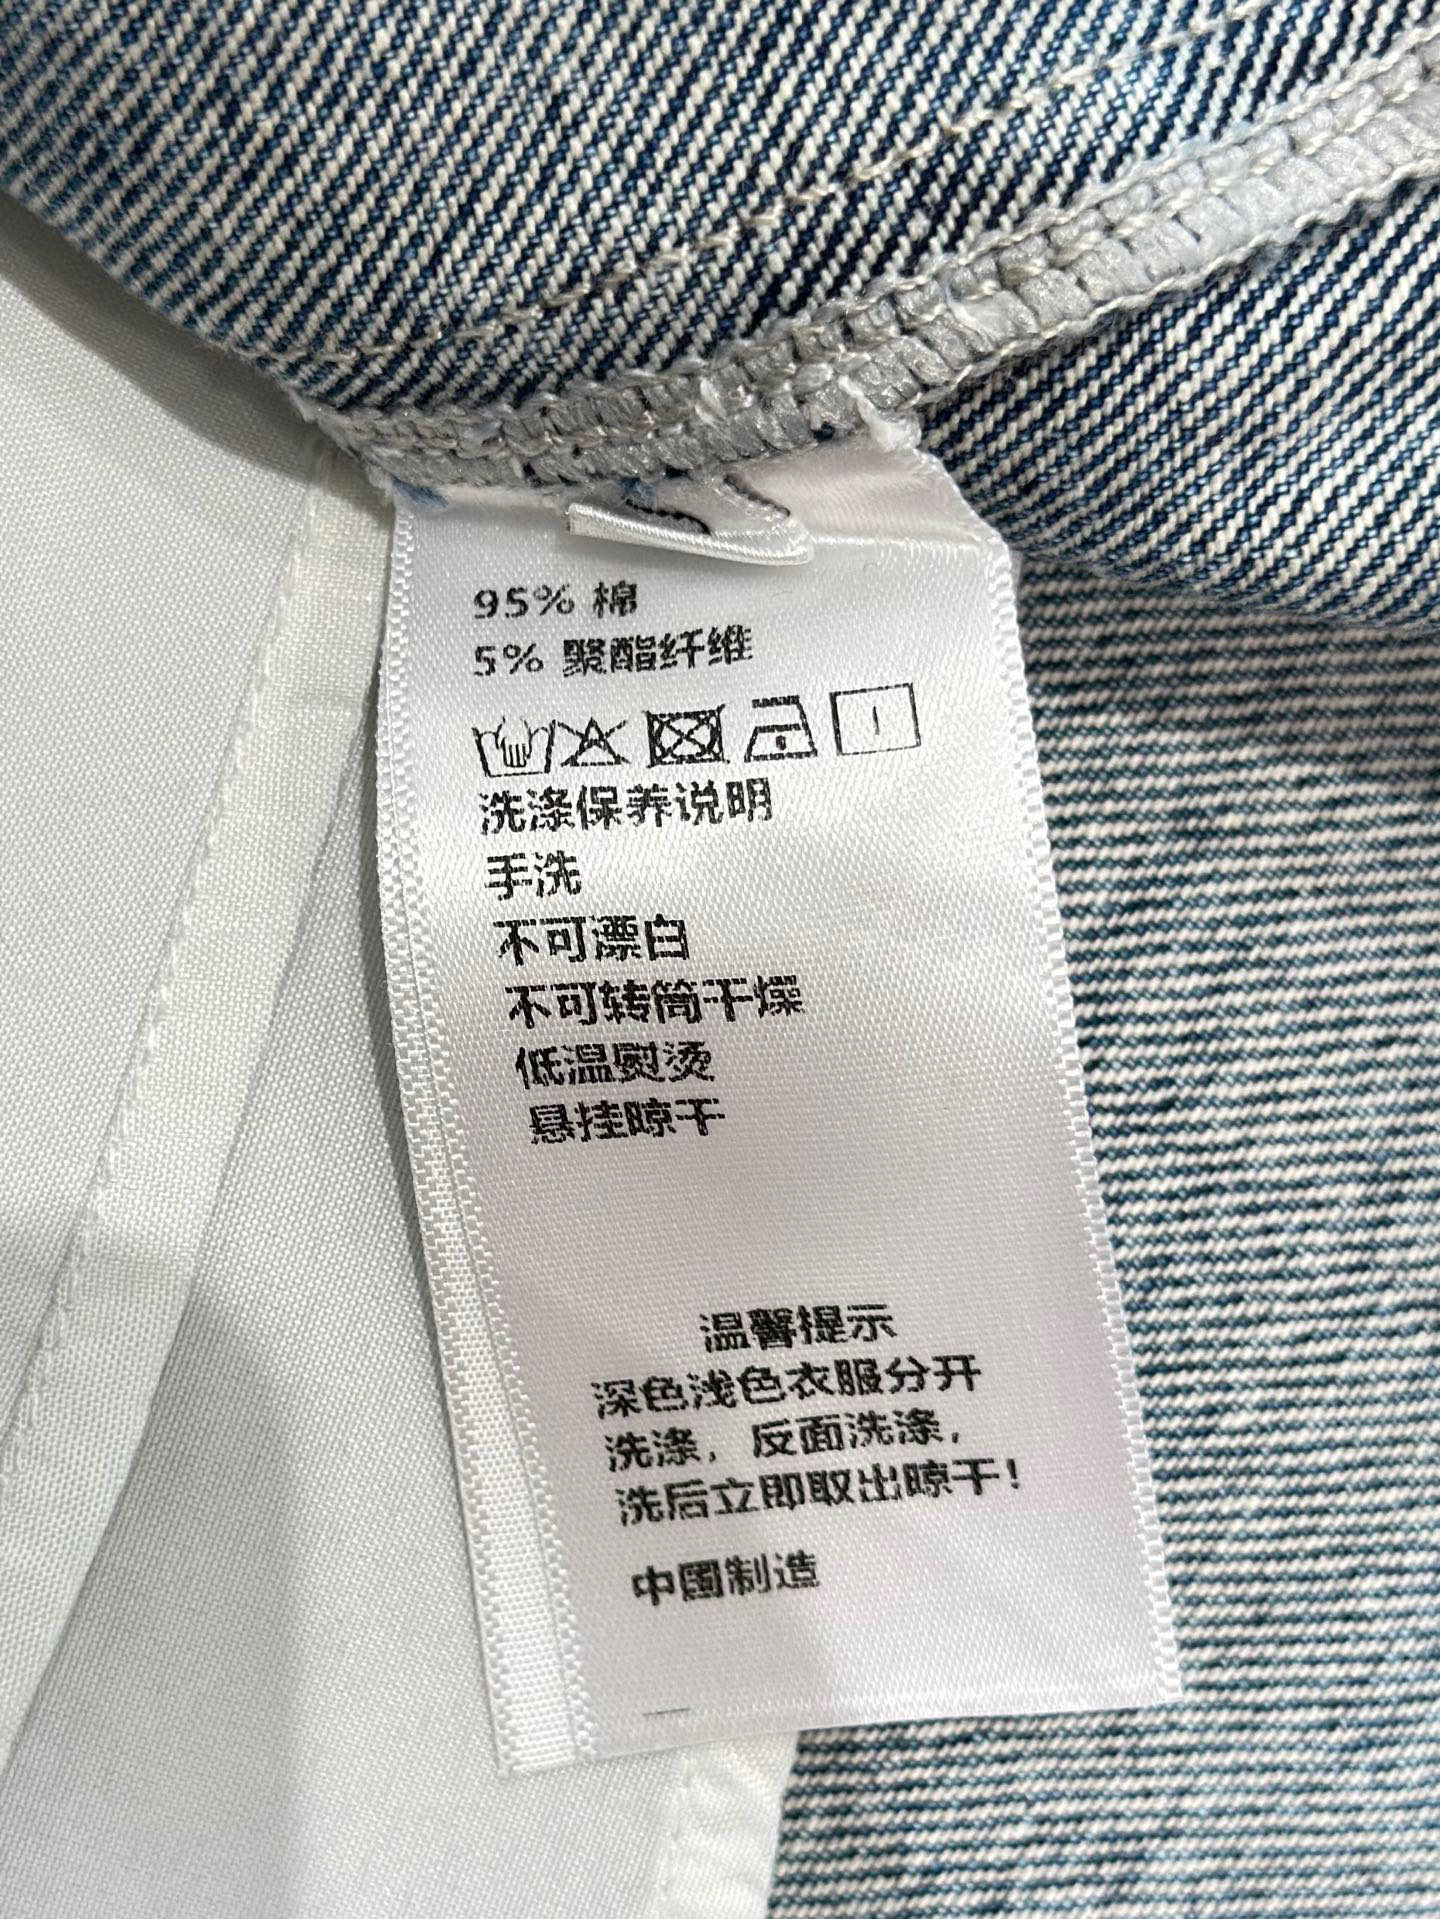 95% 棉
5% 聚酯纤维
洗涤保养说明
手洗
不可漂白
不可转筒干燥
低温熨烫
悬挂晾干
温馨提示
深色浅色衣服分开
洗涤，反面洗涤，
洗后立即取出晾干！
中国制造